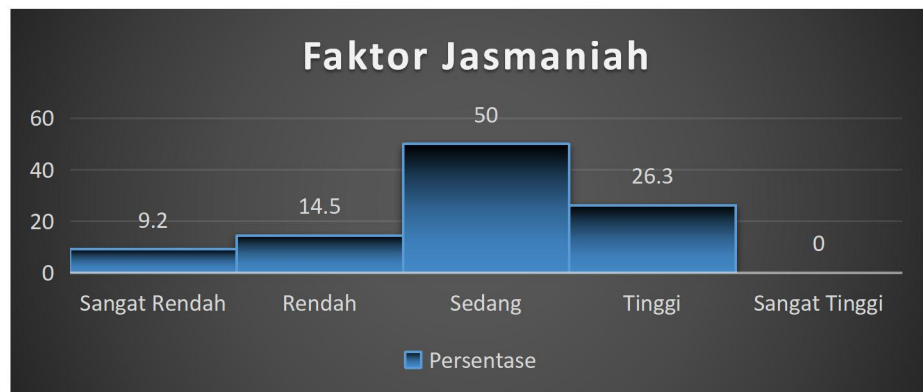 Faktor Jasmaniah
60
40
20
0
9.2
14.5
50
26.3
0
Sangat Rendah
Rendah
Sedang
Tinggi
Sangat Tinggi
Persentase